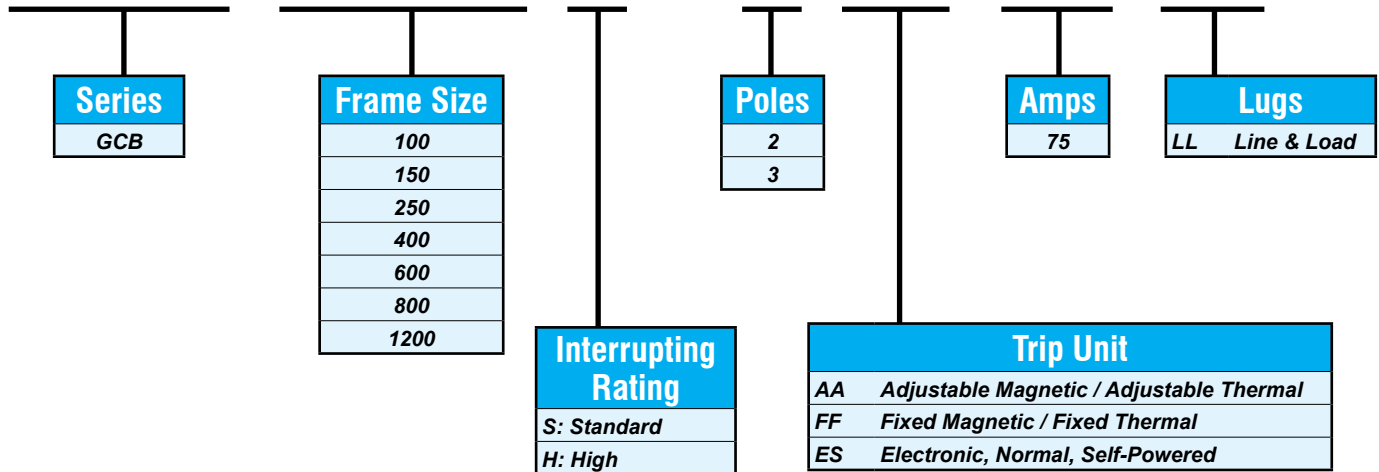 Series
GCB
Frame Size
100
150
250
400
600
800
1200
Interrupting
Rating
S: Standard
H: High
Poles
2
3
Trip Unit
AA Adjustable Magnetic / Adjustable Thermal
FF Fixed Magnetic / Fixed Thermal
ES Electronic, Normal, Self-Powered
Amps
75
Lugs
LL Line & Load